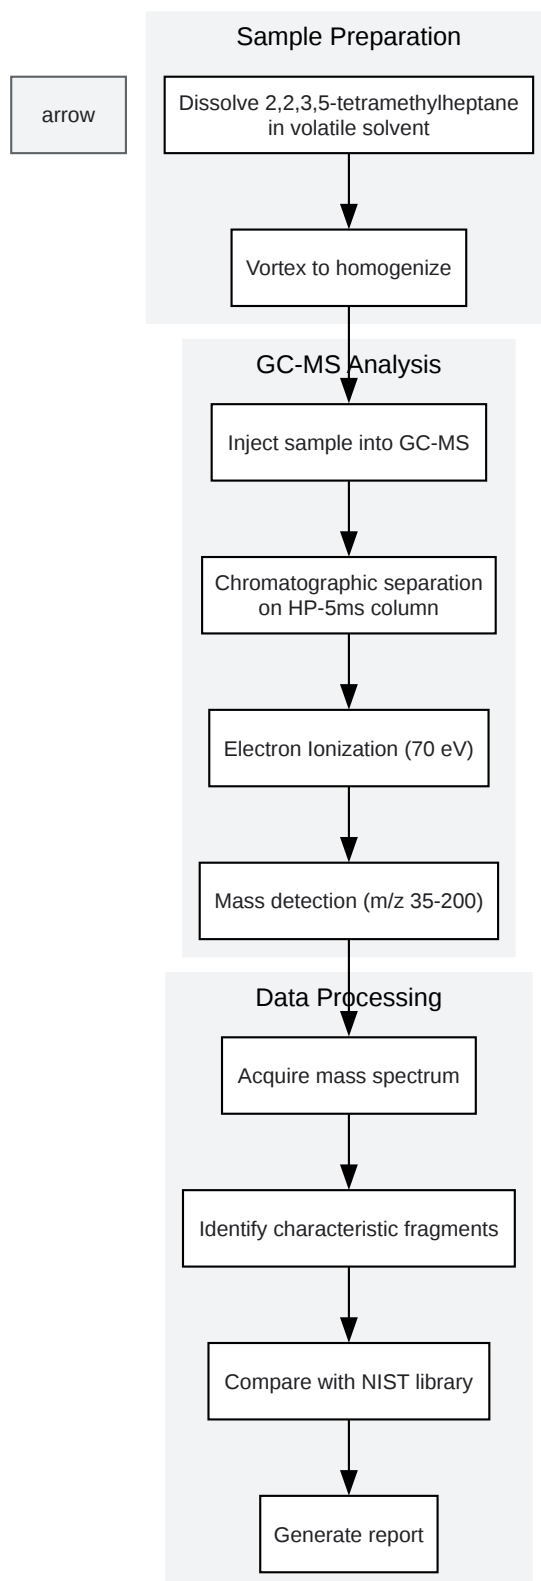 Sample Preparation
arrow
Dissolve 2,2,3,5-tetramethylheptane
in volatile solvent
Vortex to homogenize
GC-MS Analysis
Inject sample into GC-MS
Chromatographic separation
on HP-5ms column
Electron Ionization (70 eV)
Mass detection (m/z 35-200)
Data Processing
Acquire mass spectrum
Identify characteristic fragments
Compare with NIST library
Generate report